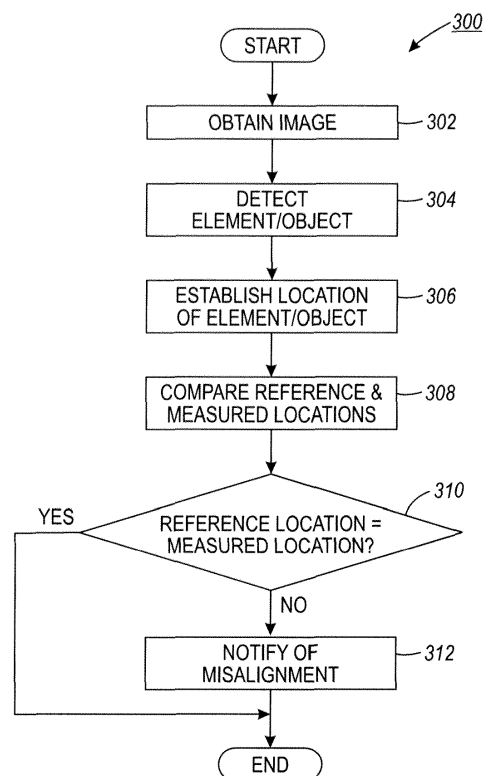 300
START
OBTAIN IMAGE
302
DETECT
ELEMENT/OBJECT
304
ESTABLISH LOCATION
OF ELEMENT/OBJECT
306
COMPARE REFERENCE &
MEASURED LOCATIONS
308
310
YES
REFERENCE LOCATION =
MEASURED LOCATION?
NO
NOTIFY OF
MISALIGNMENT
312
END